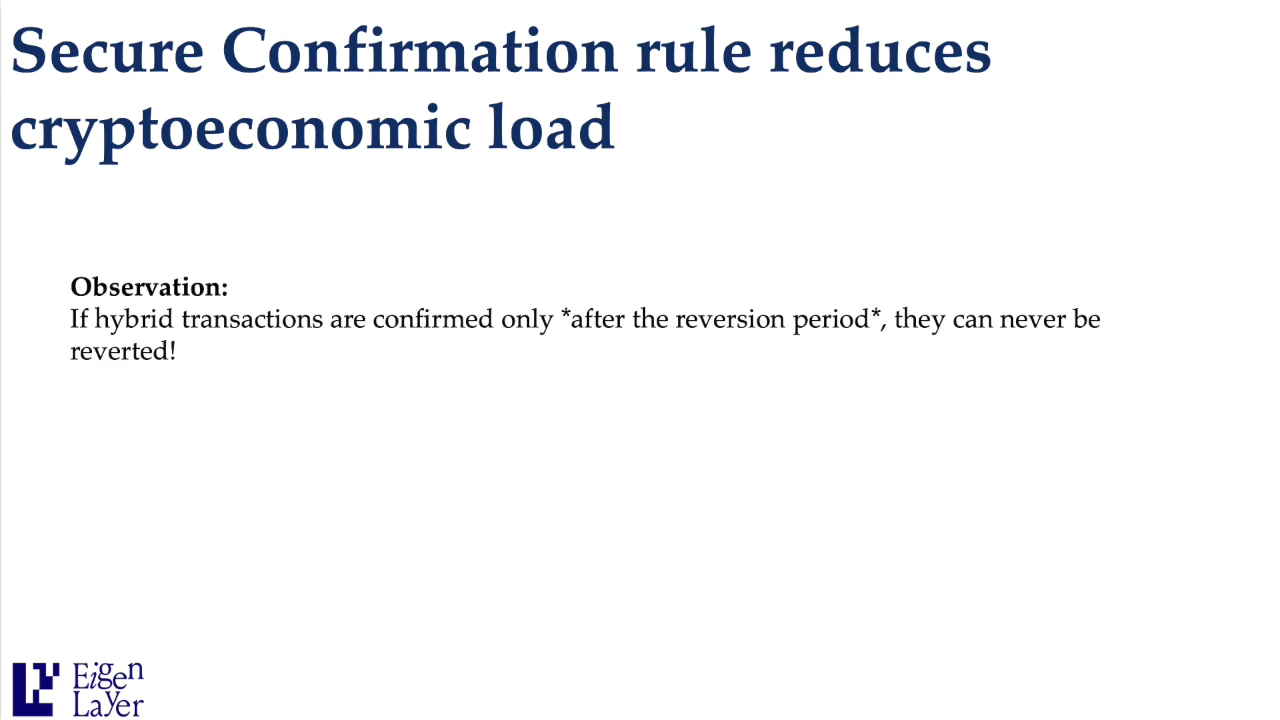 Secure Confirmation rule reduces
cryptoeconomic load
Observation:
If hybrid transactions are confirmed only *after the reversion period*, they can never be
reverted!
Eigen
Layer